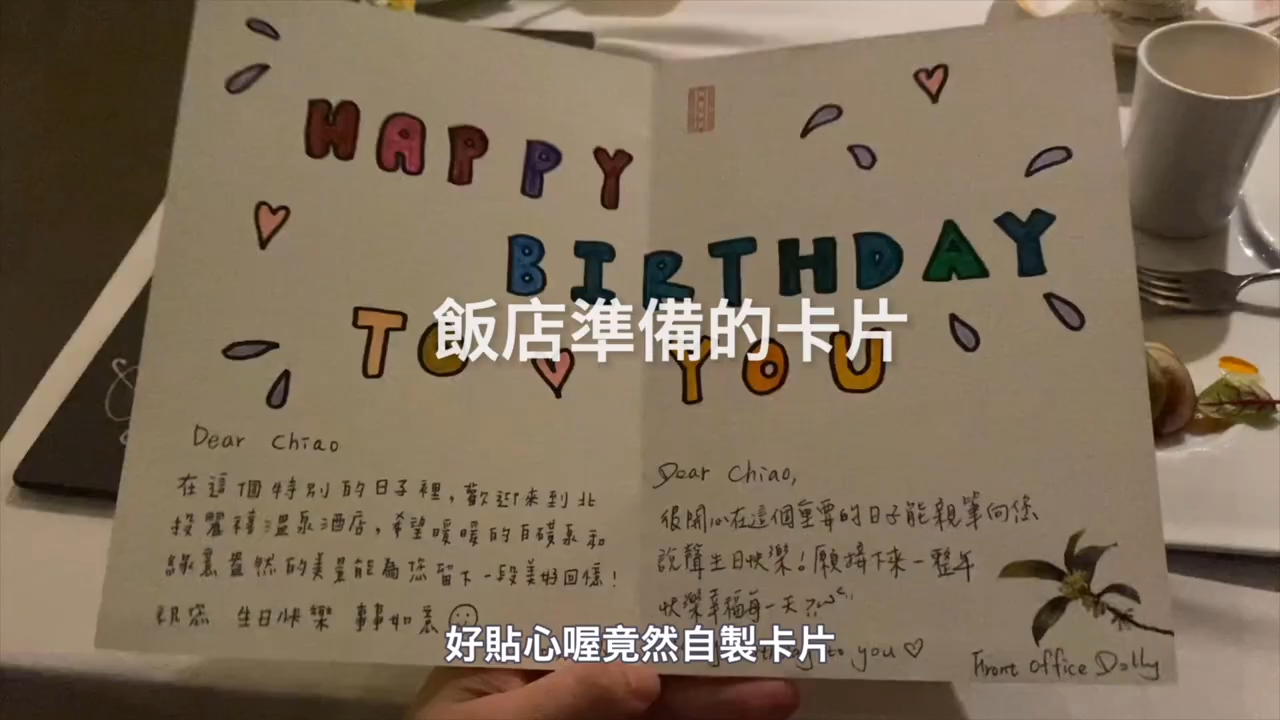 HAPPY
BIRTHDAY
TO YOU
飯店準備的卡片
Dear Chiao
在這個特別的日子裡，歡迎來到北
投麗禧溫泉酒店，希望暖暖的白磺泉和
綠意盎然的美景能為您留下一段美好回憶！
祝您 生日快樂 事事如意
Dear Chiao,
很開心在這個重要的日子能親筆向您
說聲生日快樂！願接下來一整年
快樂幸福每一天
to you
Front Office Dolly
好貼心喔竟然自製卡片